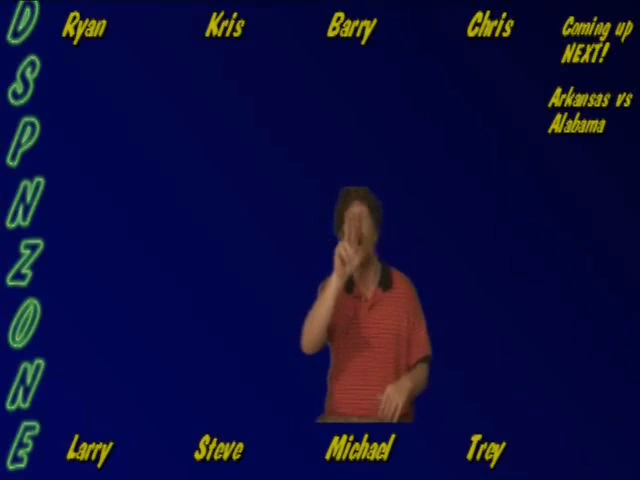 DSPNZONE
Ryan Kris Barry Chris
Coming up
NEXT!
Arkansas vs
Alabama
Larry Steve Michael Trey